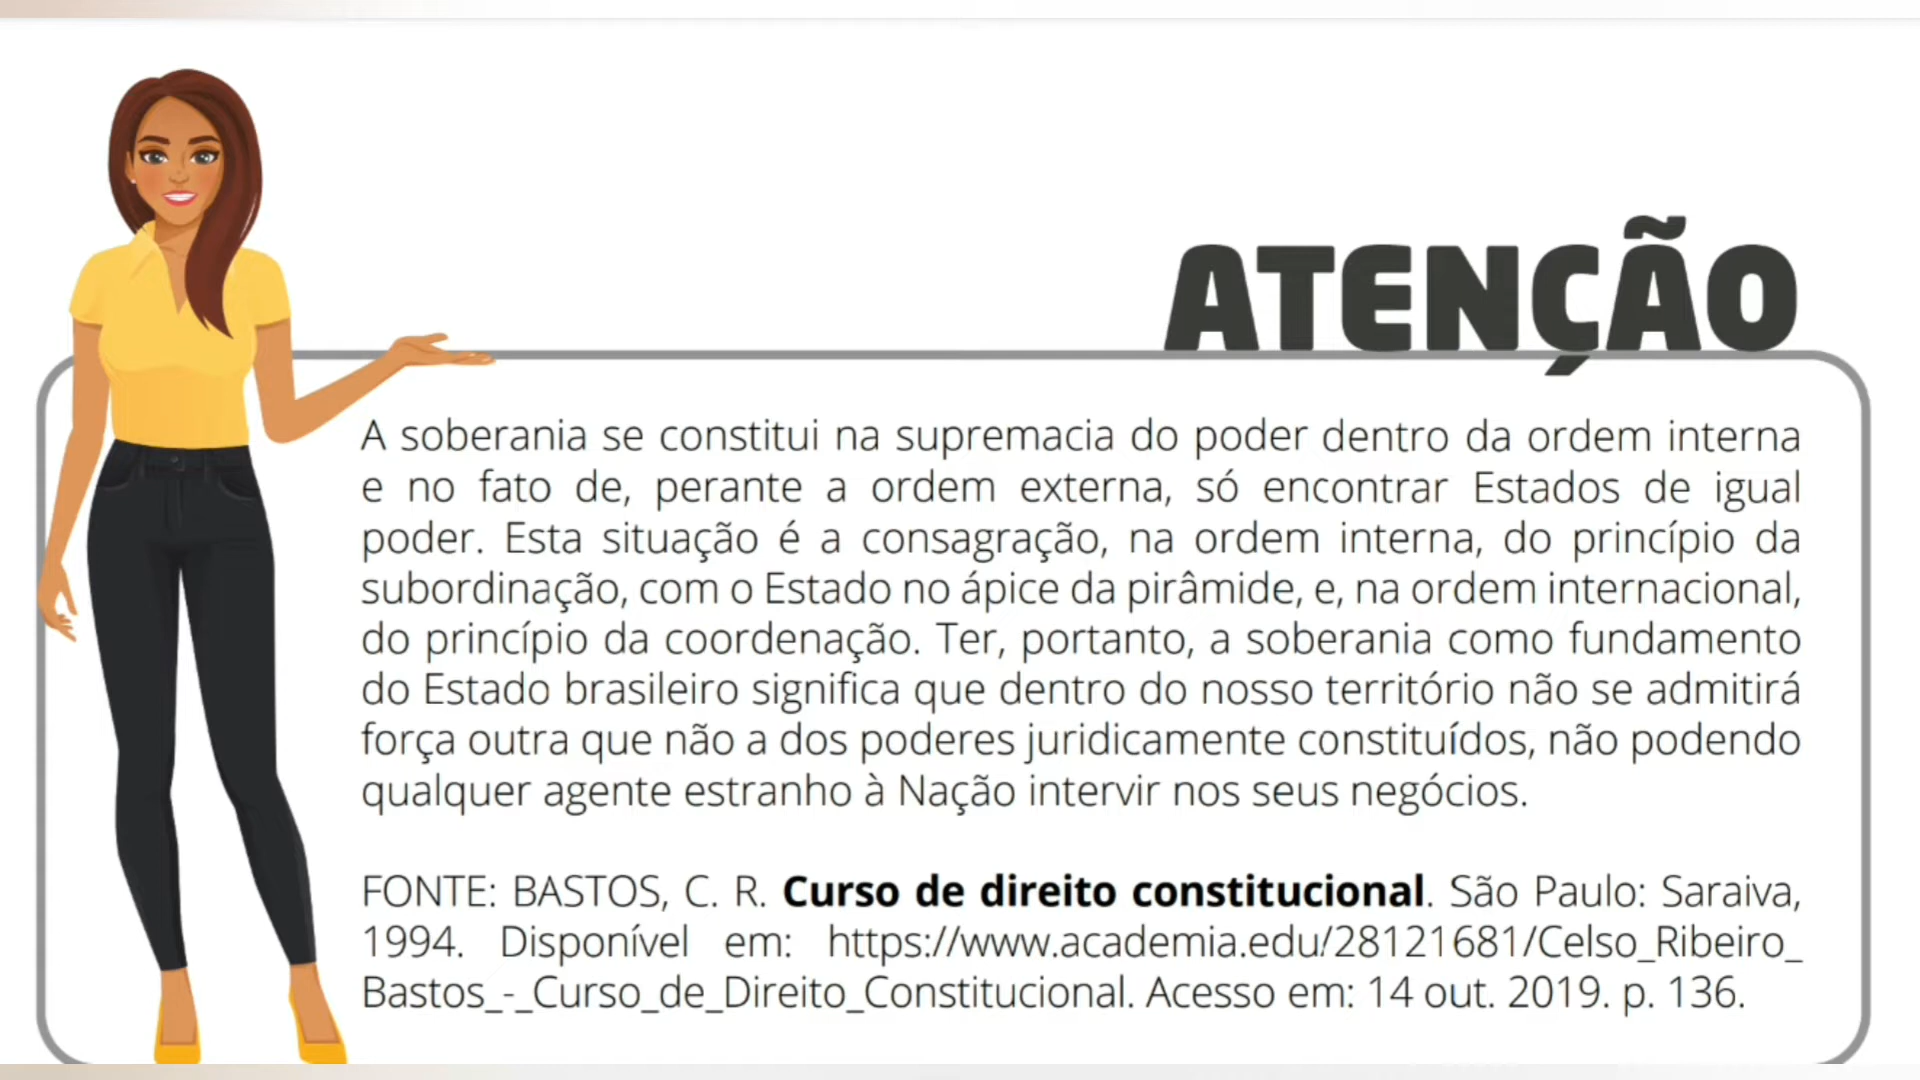 ATENÇÃO
A soberania se constitui na supremacia do poder dentro da ordem interna
e no fato de, perante a ordem externa, só encontrar Estados de igual
poder. Esta situação é a consagração, na ordem interna, do princípio da
subordinação, com o Estado no ápice da pirâmide, e, na ordem internacional,
do princípio da coordenação. Ter, portanto, a soberania como fundamento
do Estado brasileiro significa que dentro do nosso território não se admitirá
força outra que não a dos poderes juridicamente constituídos, não podendo
qualquer agente estranho à Nação intervir nos seus negócios.
FONTE: BASTOS, C. R. Curso de direito constitucional. São Paulo: Saraiva,
1994. Disponível em: https://www.academia.edu/28121681/Celso_Ribeiro_
Bastos_-_Curso_de_Direito_Constitucional. Acesso em: 14 out. 2019. p. 136.